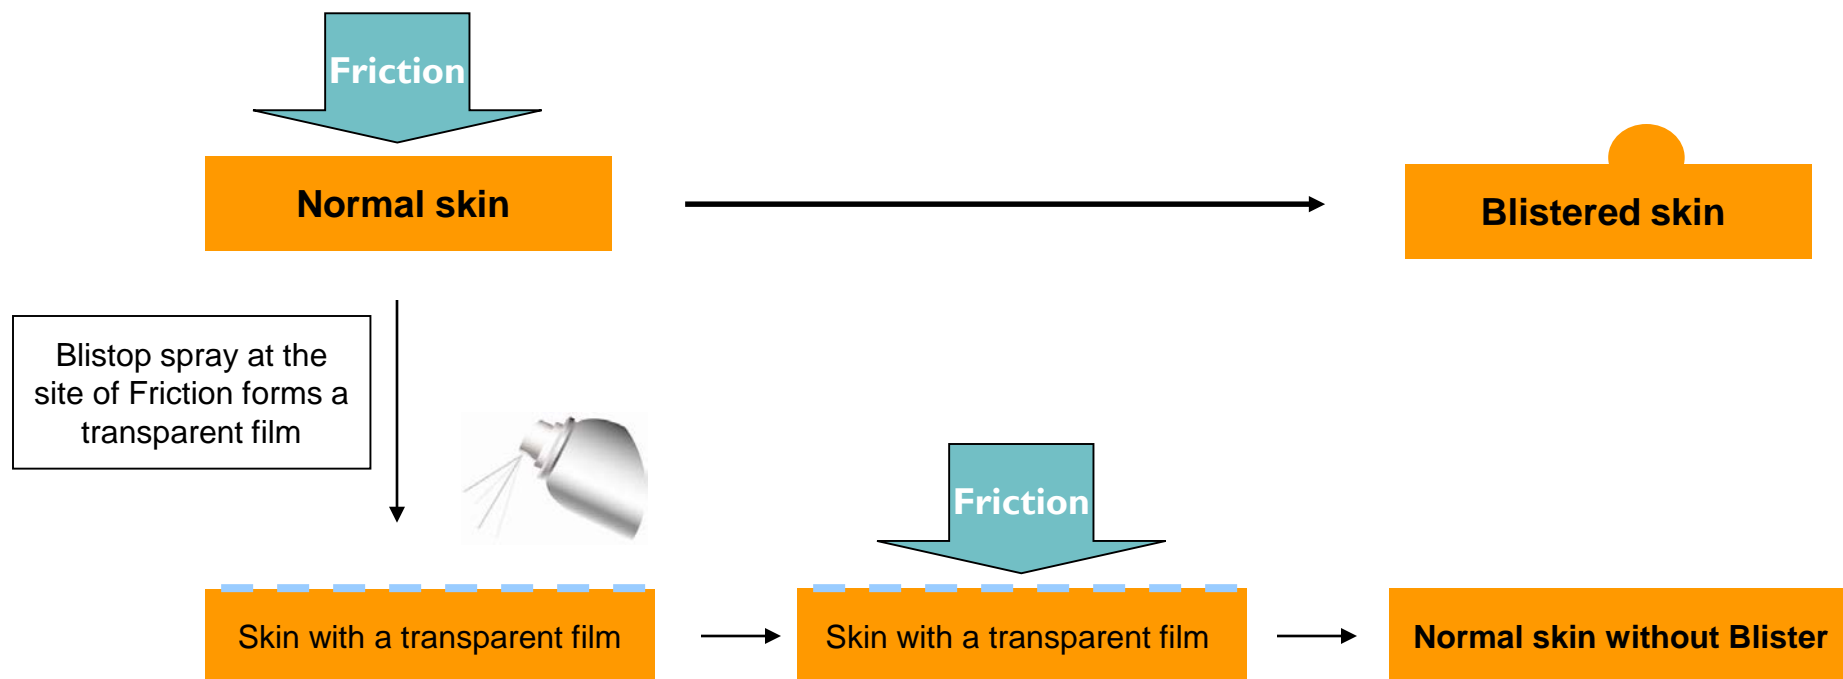 Friction
Normal skin
Blistered skin
Blistop spray at the
site of Friction forms a
transparent film
Friction
Skin with a transparent film
Skin with a transparent film
Normal skin without Blister